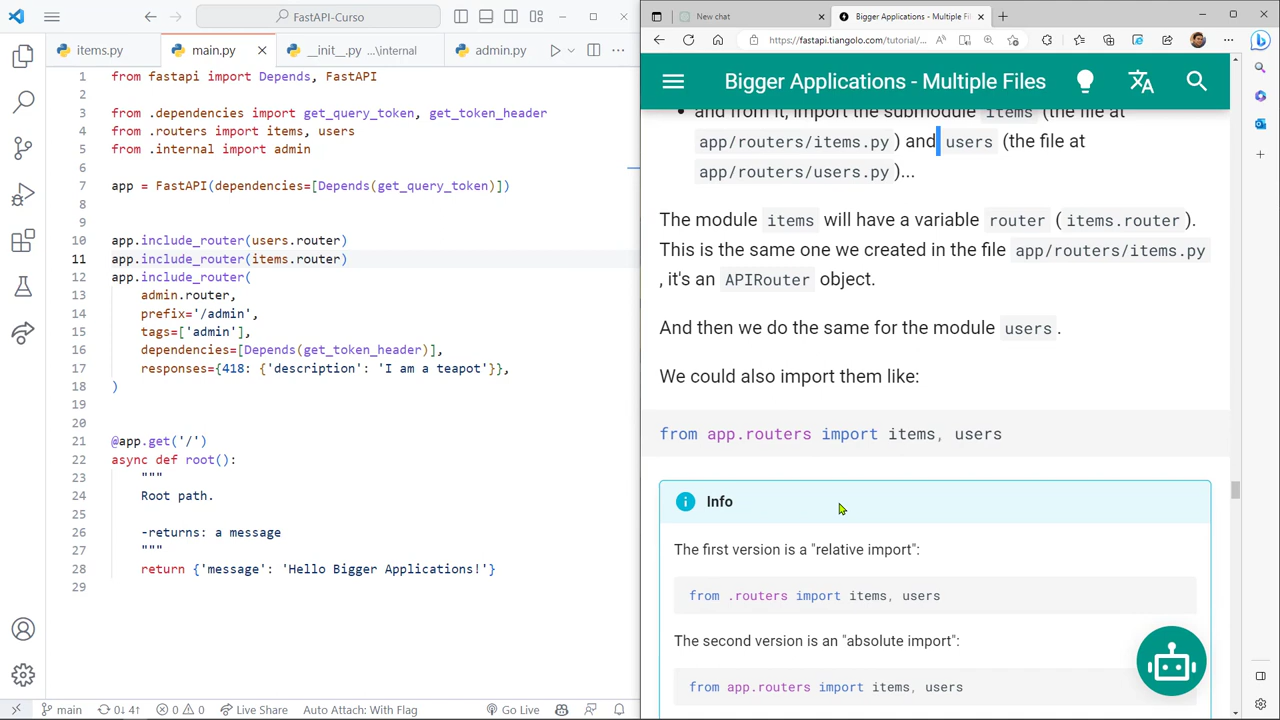 FastAPI-Curso
items.py
main.py
__init__.py ...\internal
admin.py
1 from fastapi import Depends, FastAPI
2
3 from .dependencies import get_query_token, get_token_header
4 from .routers import items, users
5 from .internal import admin
6
7 app = FastAPI(dependencies=[Depends(get_query_token)])
8
9
10 app.include_router(users.router)
11 app.include_router(items.router)
12 app.include_router(
13 admin.router,
14 prefix='/admin',
15 tags=['admin'],
16 dependencies=[Depends(get_token_header)],
17 responses={418: {'description': 'I am a teapot'}},
18 )
19
20
21 @app.get('/')
22 async def root():
23 """
24 Root path.
25
26 -returns: a message
27 """
28 return {'message': 'Hello Bigger Applications!'}
29
main 0↓ 4↑ 0 0 Live Share Auto Attach: With Flag Go Live
New chat
Bigger Applications - Multiple Fi
https://fastapi.tiangolo.com/tutorial/...
Bigger Applications - Multiple Files
and from it, import the submodule items (the file at
app/routers/items.py ) and users (the file at
app/routers/users.py )...
The module items will have a variable router ( items.router ).
This is the same one we created in the file app/routers/items.py
, it's an APIRouter object.
And then we do the same for the module users .
We could also import them like:
from app.routers import items, users
Info
The first version is a "relative import":
from .routers import items, users
The second version is an "absolute import":
from app.routers import items, users